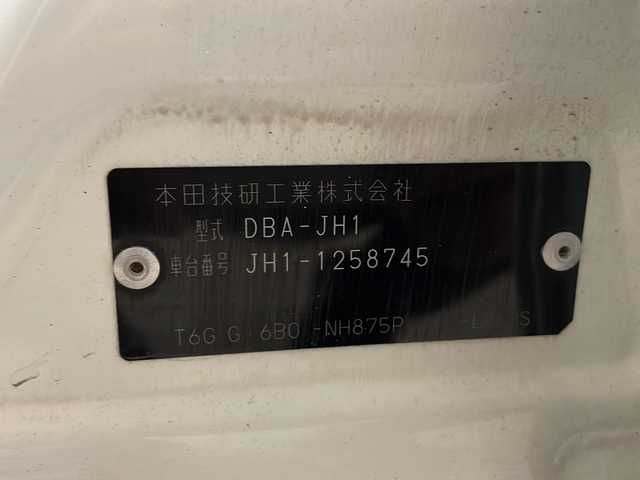 本田技研工業株式会社
型式 DBA-JH1
車台番号 JH1-1258745
T6G G 6B0 -NH875P -L S